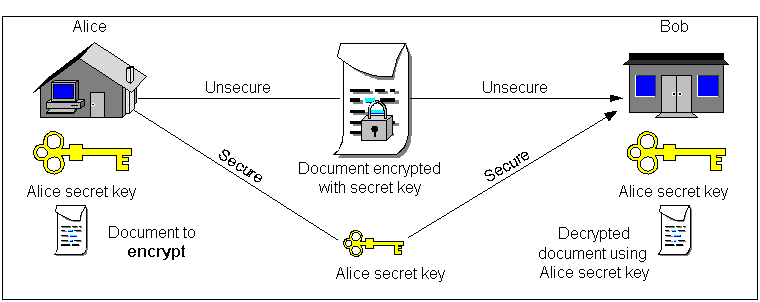 Alice
Bob
Unsecure
Unsecure
Secure
Secure
Document encrypted
with secret key
Alice secret key
Alice secret key
Document to
encrypt
Alice secret key
Decrypted
document using
Alice secret key